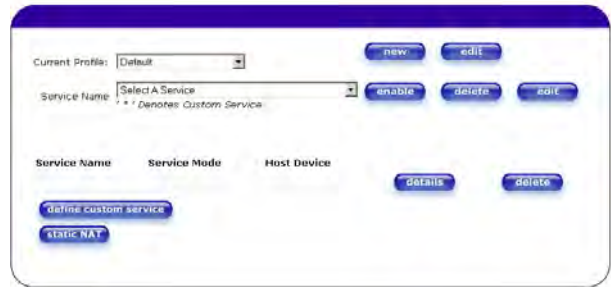 Current Profile: Default new edit
Service Name Select A Service enable delete edit
' * ' Denotes Custom Service
Service Name Service Mode Host Device
details delete
define custom service
static NAT